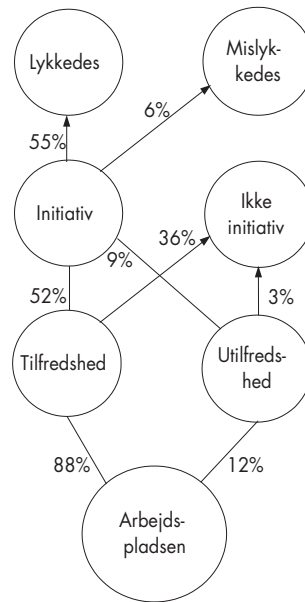 Lykkedes
Mislyk-
kedes
55%
6%
Initiativ
Ikke
initiativ
36%
9%
52%
3%
Tilfredshed
Utilfreds-
hed
88%
12%
Arbejds-
pladsen